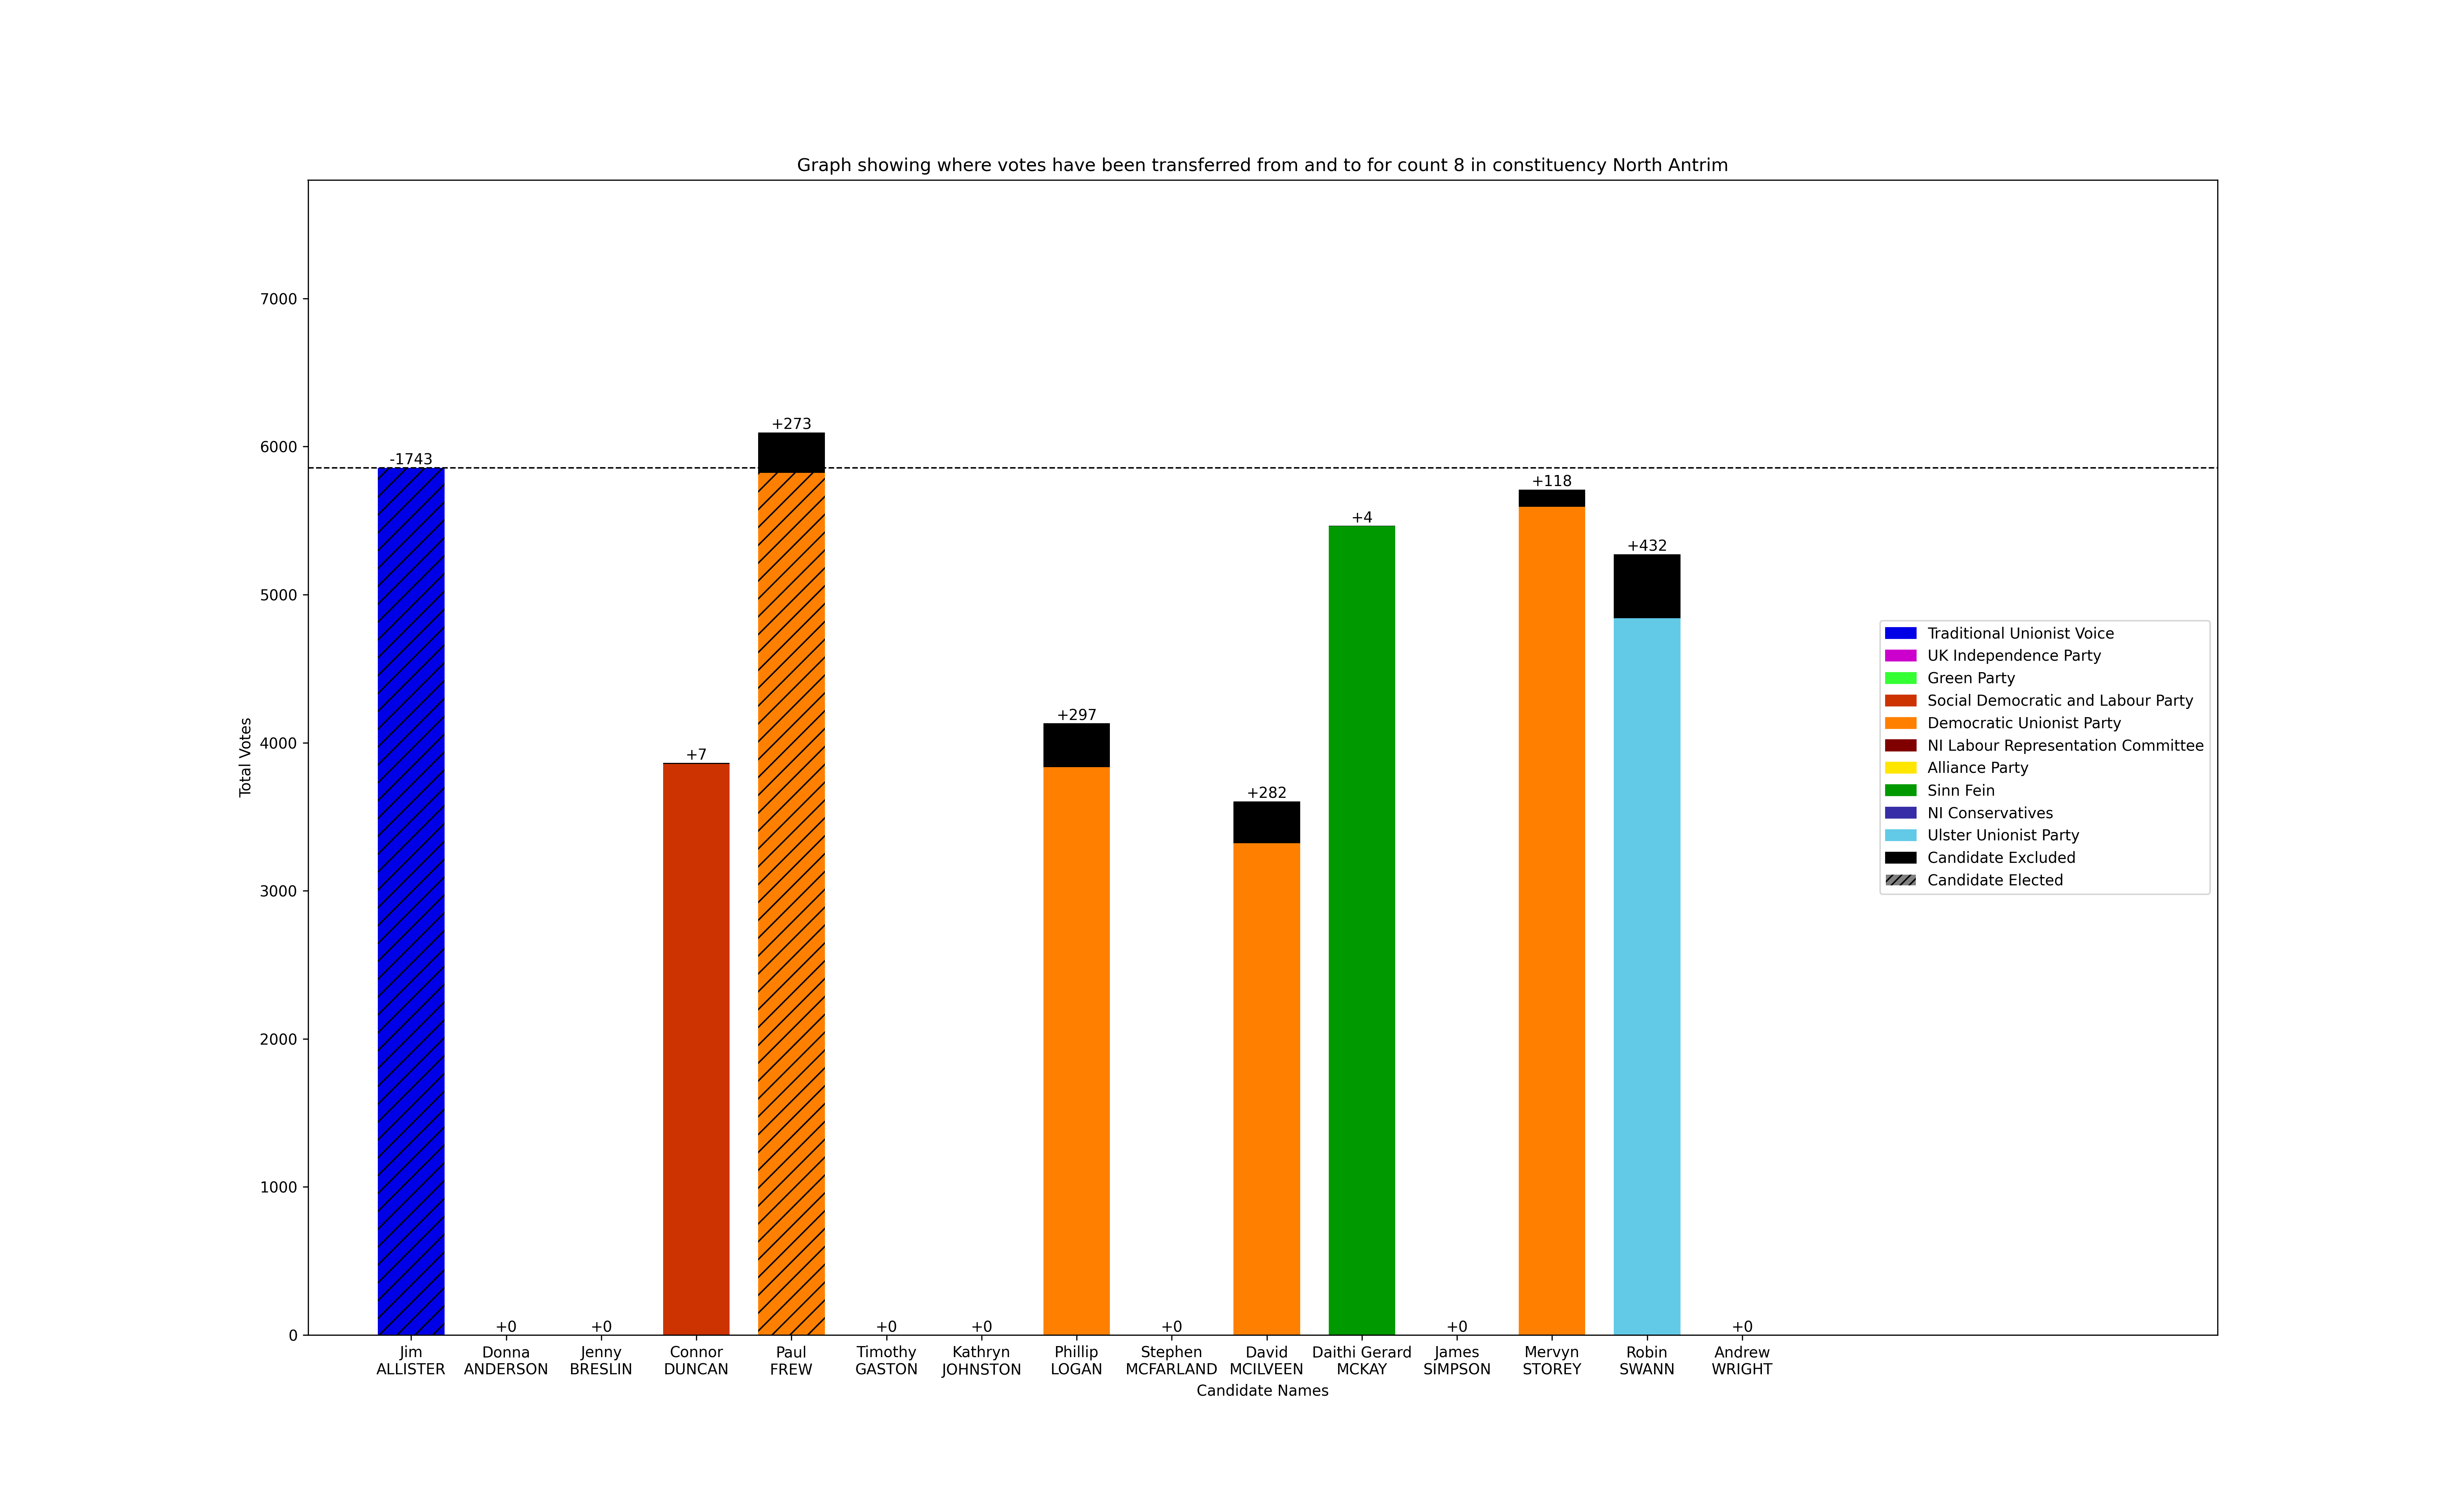 Graph showing where votes have been transferred from and to for count 8 in constituency North Antrim
Total Votes
7000
6000
5000
4000
3000
2000
1000
0
-1743
+0
+0
+7
+273
+0
+0
+297
+0
+282
+4
+0
+118
+432
+0
Jim
ALLISTER
Donna
ANDERSON
Jenny
BRESLIN
Connor
DUNCAN
Paul
FREW
Timothy
GASTON
Kathryn
JOHNSTON
Phillip
LOGAN
Stephen
MCFARLAND
David
MCILVEEN
Daithi Gerard
MCKAY
James
SIMPSON
Mervyn
STOREY
Robin
SWANN
Andrew
WRIGHT
Candidate Names
Traditional Unionist Voice
UK Independence Party
Green Party
Social Democratic and Labour Party
Democratic Unionist Party
NI Labour Representation Committee
Alliance Party
Sinn Fein
NI Conservatives
Ulster Unionist Party
Candidate Excluded
Candidate Elected